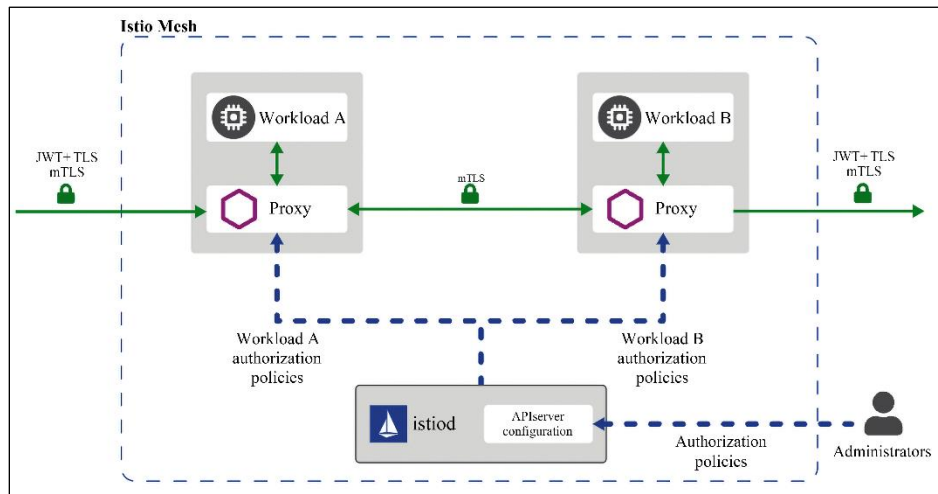 Istio Mesh
Workload A
Workload B
JWT+ TLS
mTLS
mTLS
JWT+ TLS
mTLS
Proxy
Proxy
Workload A
authorization
policies
Workload B
authorization
policies
istiod
APIserver
configuration
Authorization
policies
Administrators